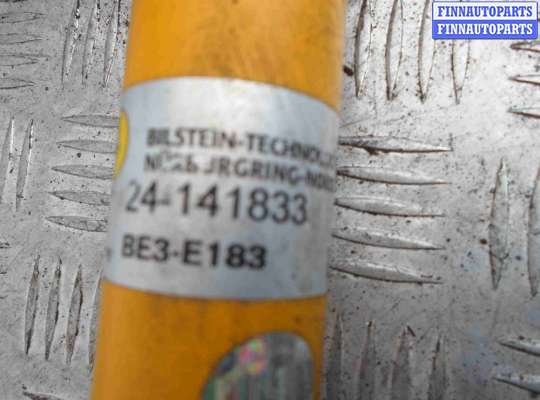 FINNAUTOPARTS
FINNAUTOPARTS
BILSTEIN-TECHNOLO
24-141833
BE3-E183